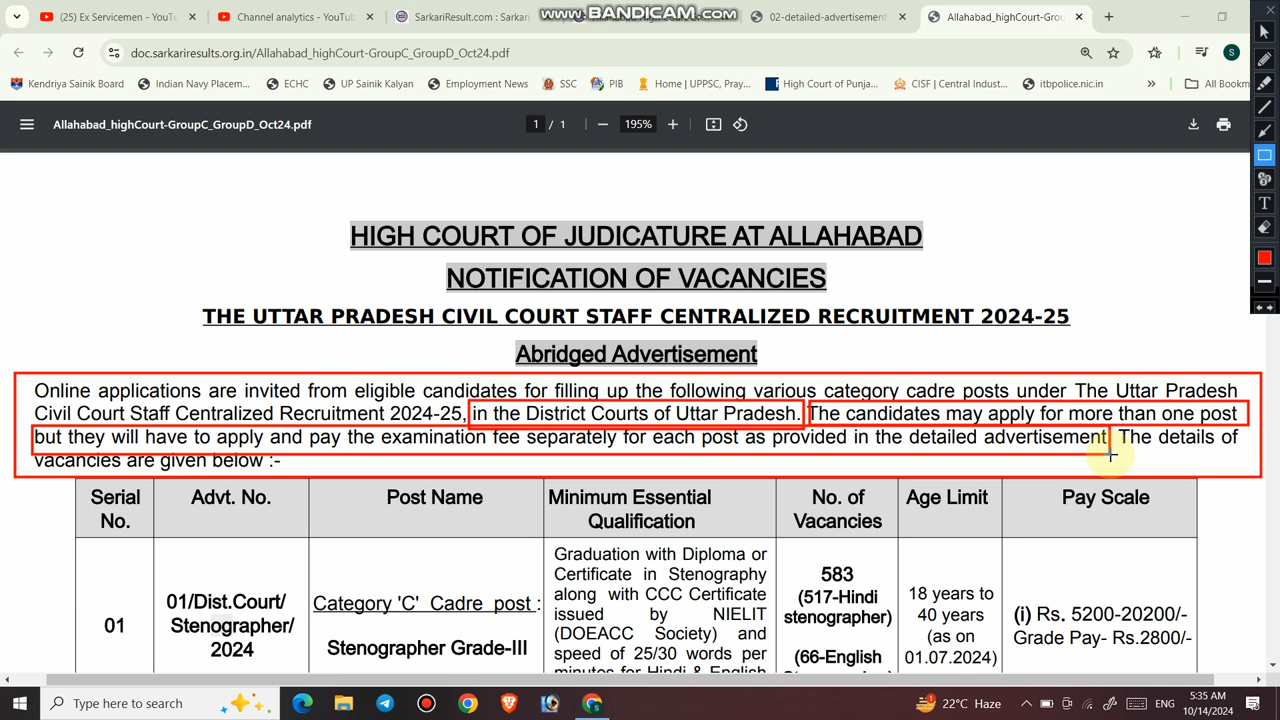 (25) Ex Servicemen - YouTu
Channel analytics - YouTu
SarkariResult.com : Sarkari
WWW.BANDICAM.COM
02-detailed-advertisement
Allahabad_highCourt-Grou
doc.sarkariresults.org.in/Allahabad_highCourt-GroupC_GroupD_Oct24.pdf
S
Kendriya Sainik Board
Indian Navy Placem...
ECHC
UP Sainik Kalyan
Employment News
SSC
PIB
Home | UPPSC, Pray...
High Court of Punja...
CISF | Central Indust...
itbpolice.nic.in
»
All Bookm
Allahabad_highCourt-GroupC_GroupD_Oct24.pdf
1 / 1
195%
HIGH COURT OF JUDICATURE AT ALLAHABAD
NOTIFICATION OF VACANCIES
THE UTTAR PRADESH CIVIL COURT STAFF CENTRALIZED RECRUITMENT 2024-25
Abridged Advertisement
Online applications are invited from eligible candidates for filling up the following various category cadre posts under The Uttar Pradesh
Civil Court Staff Centralized Recruitment 2024-25, in the District Courts of Uttar Pradesh. The candidates may apply for more than one post
but they will have to apply and pay the examination fee separately for each post as provided in the detailed advertisement. The details of
vacancies are given below :-
Serial No.
Advt. No.
Post Name
Minimum Essential Qualification
No. of Vacancies
Age Limit
Pay Scale
01
01/Dist.Court/
Stenographer/
2024
Category 'C' Cadre post :
Stenographer Grade-III
Graduation with Diploma or
Certificate in Stenography
along with CCC Certificate
issued by NIELIT
(DOEACC Society) and
speed of 25/30 words per
minutes for Hindi & English
583
(517-Hindi
stenographer)
(66-English
18 years to
40 years
(as on
01.07.2024)
(i) Rs. 5200-20200/-
Grade Pay- Rs.2800/-
Type here to search
22°C Haze
ENG
5:35 AM
10/14/2024